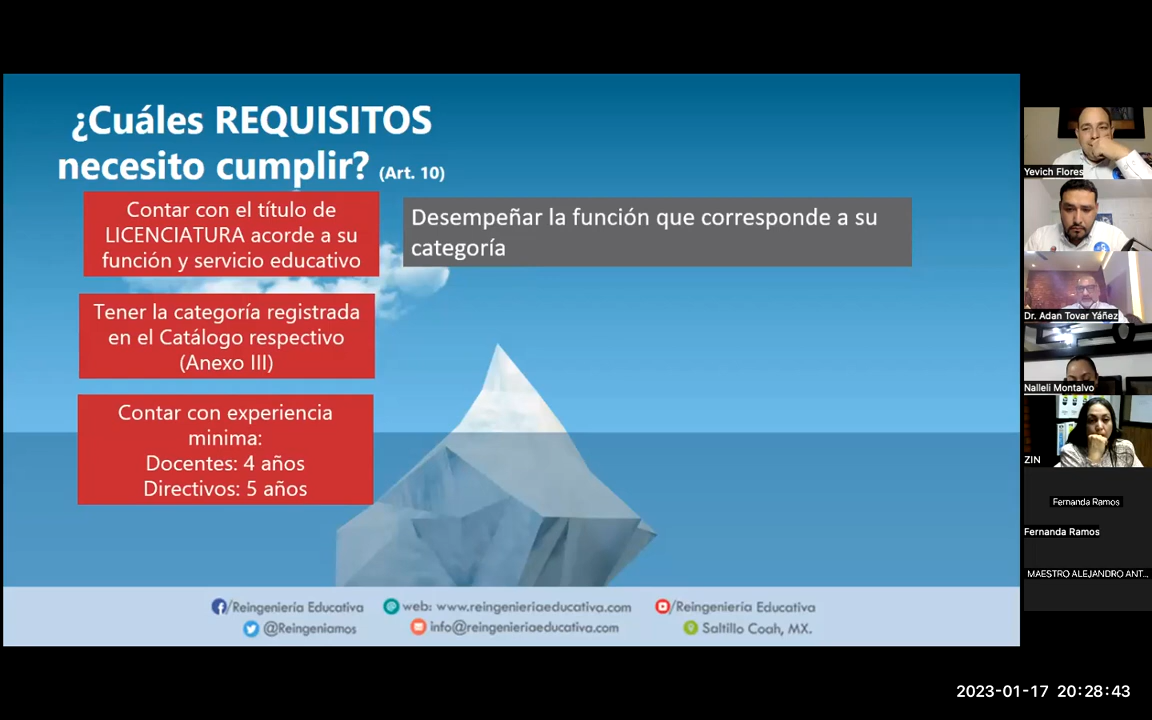 ¿Cuáles REQUISITOS
necesito cumplir? (Art. 10)
Contar con el título de
LICENCIATURA acorde a su
función y servicio educativo
Desempeñar la función que corresponde a su
categoría
Tener la categoría registrada
en el Catálogo respectivo
(Anexo III)
Contar con experiencia
minima:
Docentes: 4 años
Directivos: 5 años
/Reingeniería Educativa
web: www.reingenieriaeducativa.com
/Reingeniería Educativa
@Reingeniamos
info@reingenieriaeducativa.com
Saltillo Coah, MX.
Yevich Flores
Dr. Adan Tovar Yáñez
Nalleli Montalvo
ZIN
Fernanda Ramos
Fernanda Ramos
MAESTRO ALEJANDRO ANT...
2023-01-17 20:28:43